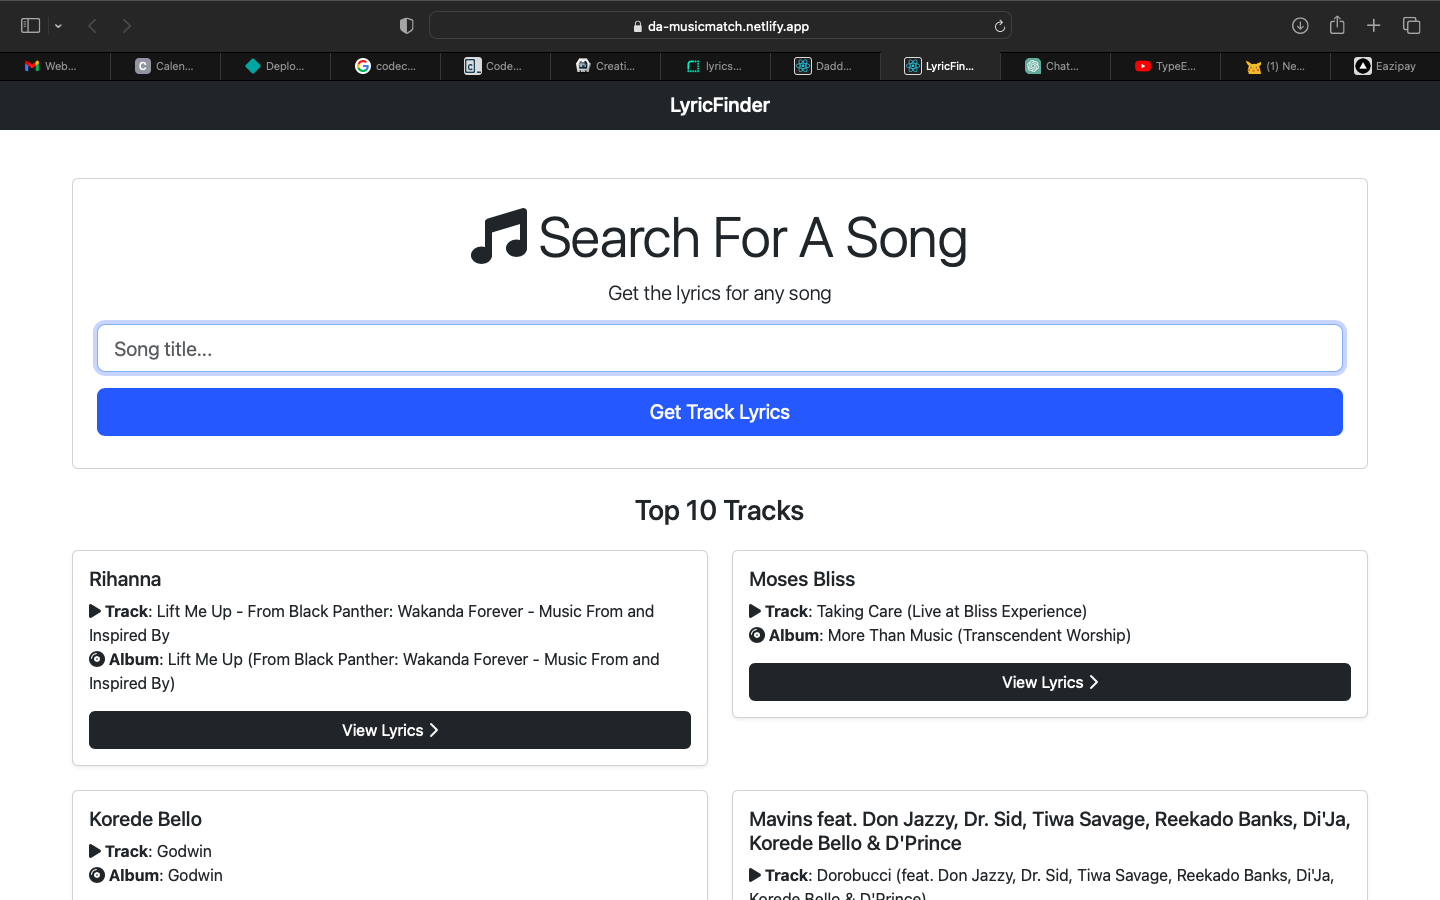 da-musicmatch.netlify.app
Web...
Calen...
Deplo...
codec...
Code...
Creati...
lyrics...
Dadd...
LyricFin...
Chat...
TypeE...
(1) Ne...
Eazipay
LyricFinder
Search For A Song
Get the lyrics for any song
Song title...
Get Track Lyrics
Top 10 Tracks
Rihanna
Track: Lift Me Up - From Black Panther: Wakanda Forever - Music From and
Inspired By
Album: Lift Me Up (From Black Panther: Wakanda Forever - Music From and
Inspired By)
View Lyrics
Moses Bliss
Track: Taking Care (Live at Bliss Experience)
Album: More Than Music (Transcendent Worship)
View Lyrics
Korede Bello
Track: Godwin
Album: Godwin
Mavins feat. Don Jazzy, Dr. Sid, Tiwa Savage, Reekado Banks, Di'Ja,
Korede Bello & D'Prince
Track: Dorobucci (feat. Don Jazzy, Dr. Sid, Tiwa Savage, Reekado Banks, Di'Ja,
Korede Bello & D'Prince)